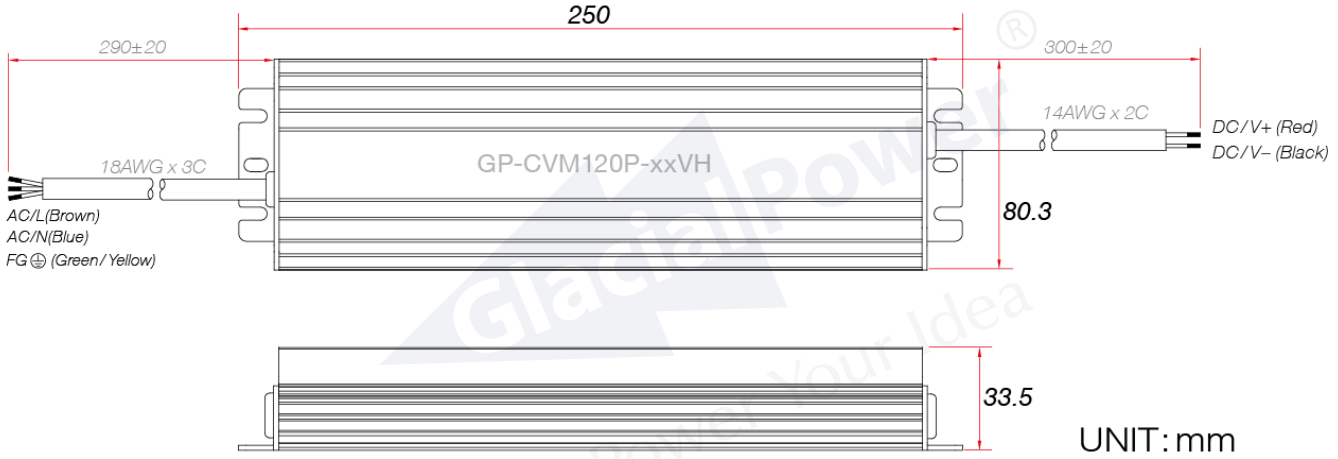 250
290±20
300±20
®
18AWG x 3C
14AWG x 2C
GP-CVM120P-xxVH
DC/V+ (Red)
DC/V– (Black)
AC/L(Brown)
AC/N(Blue)
FG⏚ (Green/Yellow)
80.3
GlacialPower
Power Your Idea
33.5
UNIT:mm